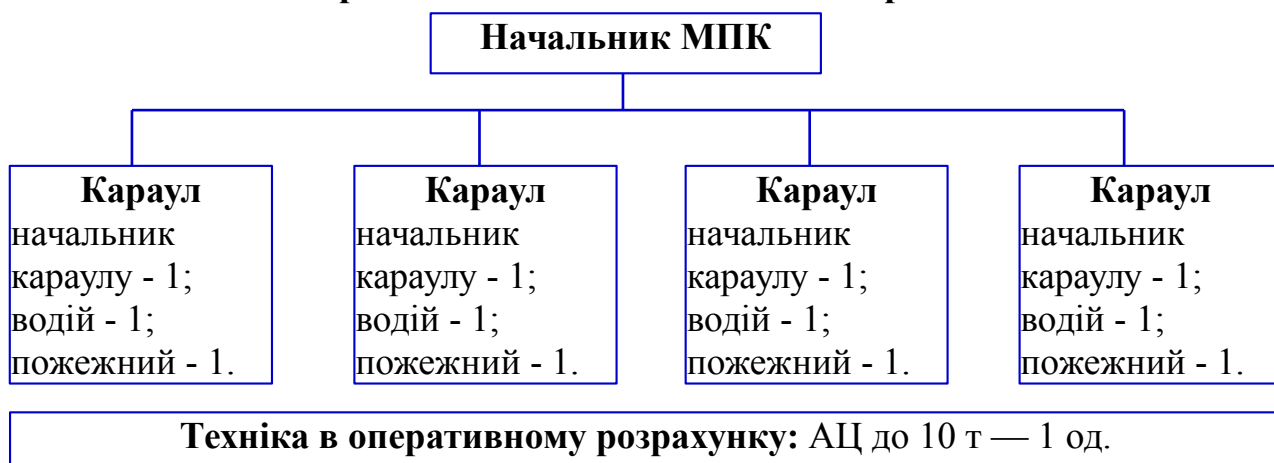 Начальник МПК
Караул
начальник
караулу - 1;
водій - 1;
пожежний - 1.
Караул
начальник
караулу - 1;
водій - 1;
пожежний - 1.
Караул
начальник
караулу - 1;
водій - 1;
пожежний - 1.
Караул
начальник
караулу - 1;
водій - 1;
пожежний - 1.
Техніка в оперативному розрахунку: АЦ до 10 т — 1 од.